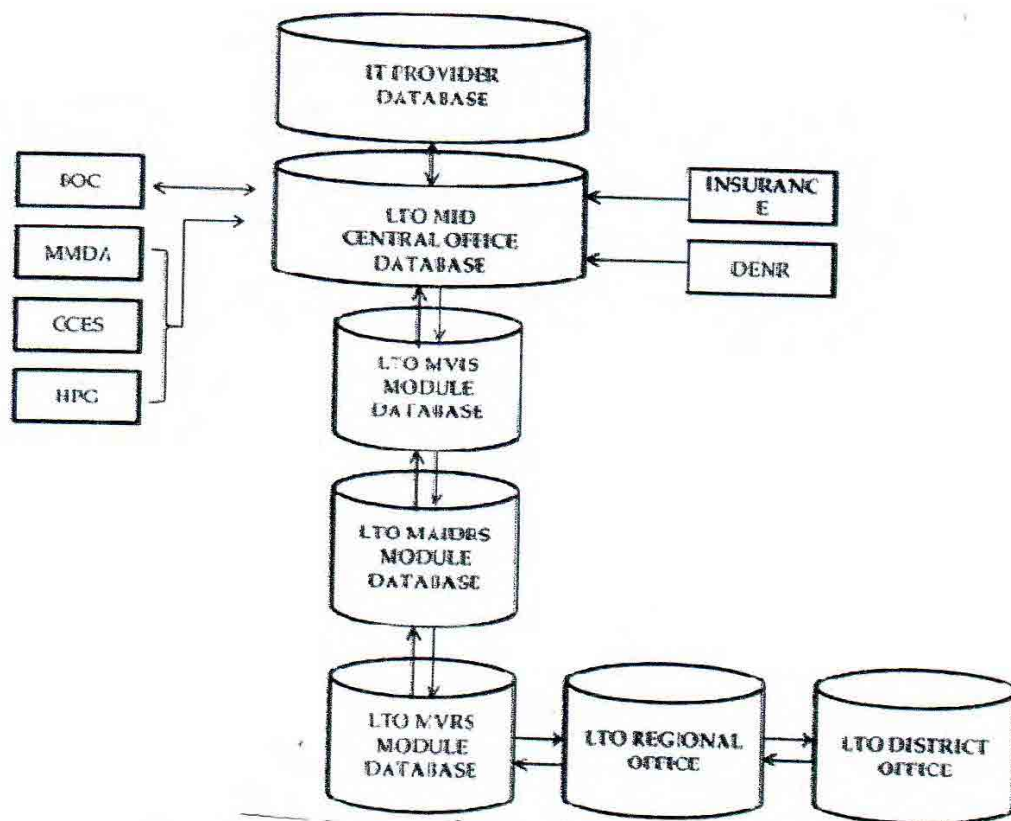 IT PROVIDER
DATABASE
BOC
MMDA
CCES
HPG
LTO MID
CENTRAL OFFICE
DATABASE
INSURANC
E
DENR
LTO MVIS
MODULE
DATABASE
LTO MAIDRS
MODULE
DATABASE
LTO MVRS
MODULE
DATABASE
LTO REGIONAL
OFFICE
LTO DISTRICT
OFFICE